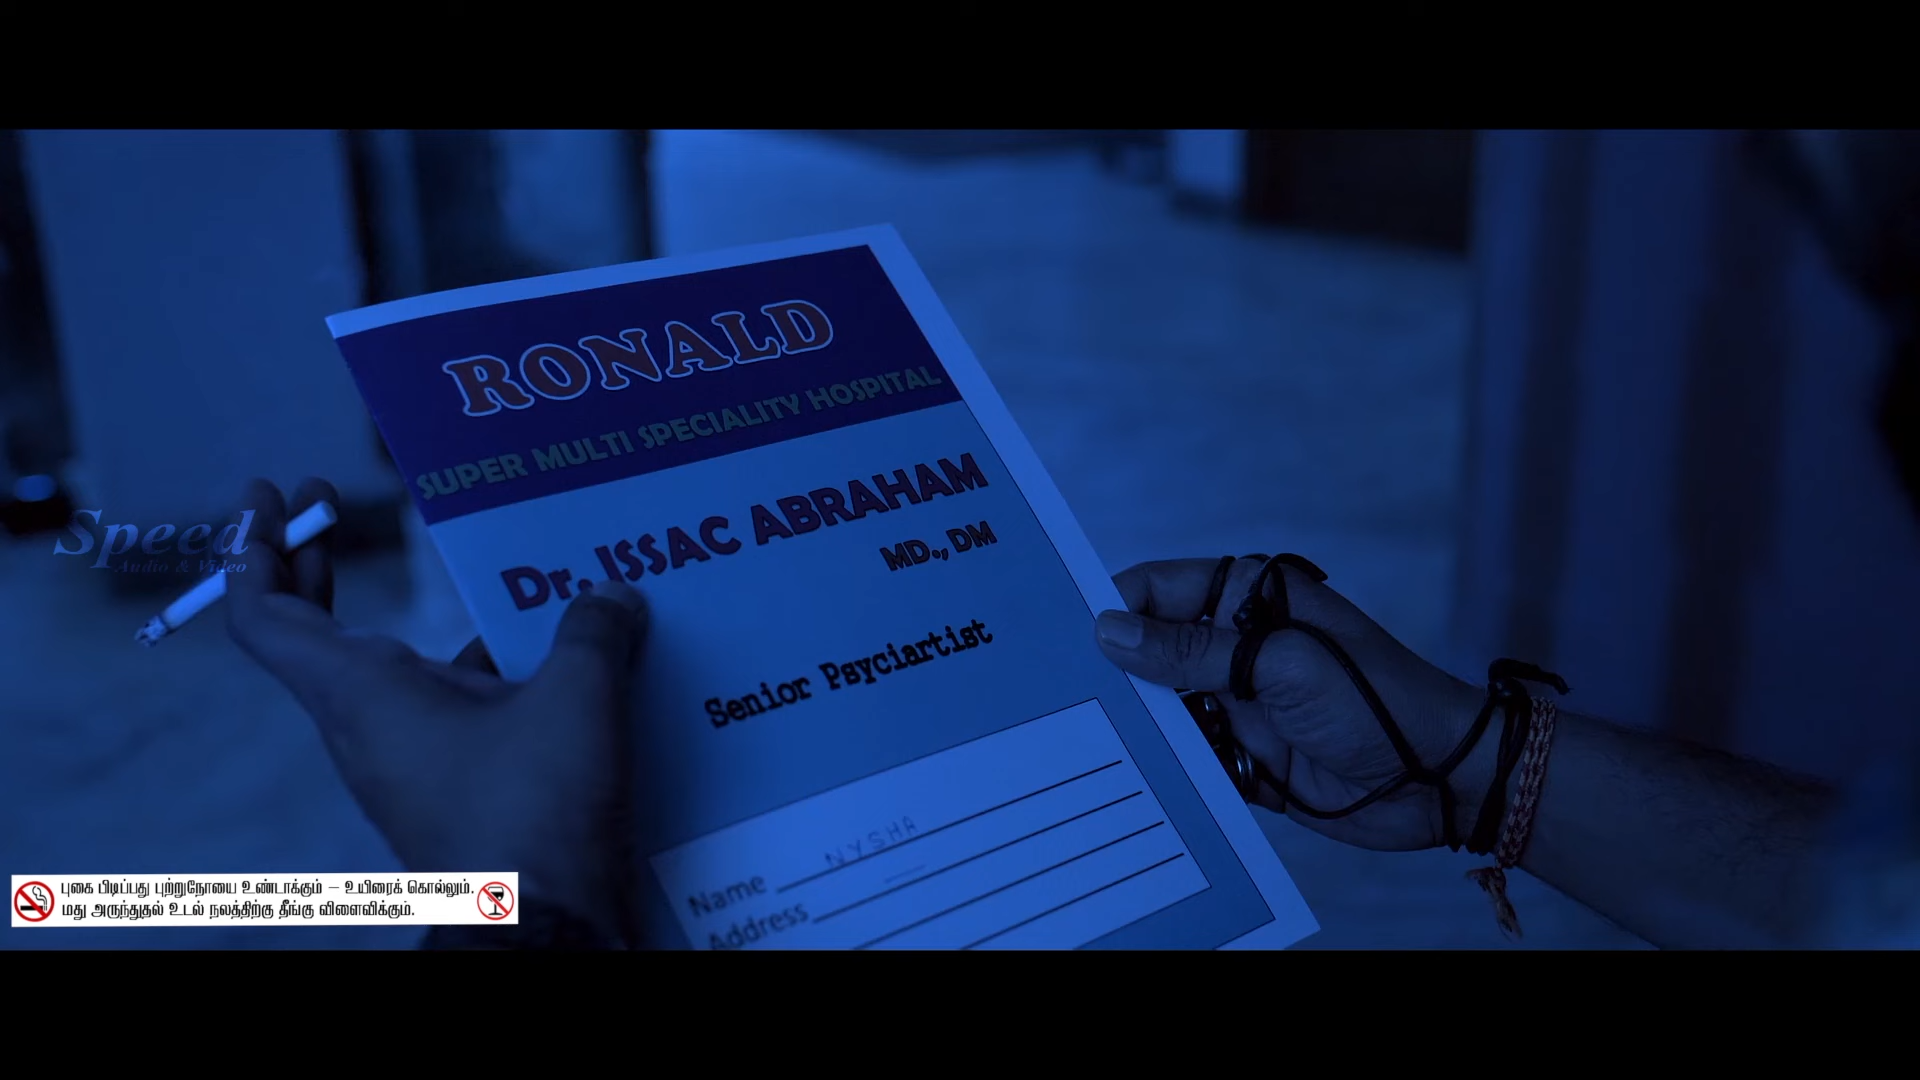 RONALD
SUPER MULTI SPECIALITY HOSPITAL
Dr. ISSAC ABRAHAM
MD., DM
Senior Psyciartist
Name NYSHA
Address
Speed
Audio & Video
புகை பிடிப்பது புற்றுநோயை உண்டாக்கும் – உயிரைக் கொல்லும்.
மது அருந்துதல் உடல் நலத்திற்கு தீங்கு விளைவிக்கும்.